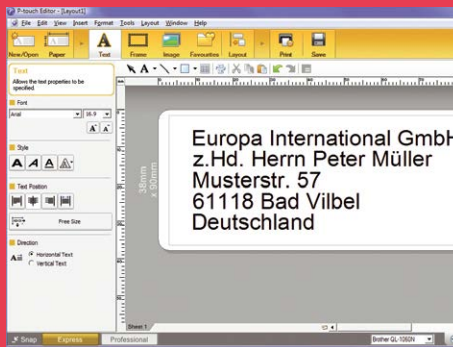 P-touch Editor - [Layout1]
File Edit View Insert Format Tools Layout Window Help
New/Open Paper Text Frame Image Favourites Layout Print Save
Text
Allows the text properties to be
specified.
Font
Arial 16.9
A A
Style
A A A A
Text Position
Free Size
Direction
Horizontal Text
Vertical Text
38mm
x 90mm
Europa International GmbH
z.Hd. Herrn Peter Müller
Musterstr. 57
61118 Bad Vilbel
Deutschland
Sheet 1
Snap Express Professional
Brother QL-1060N